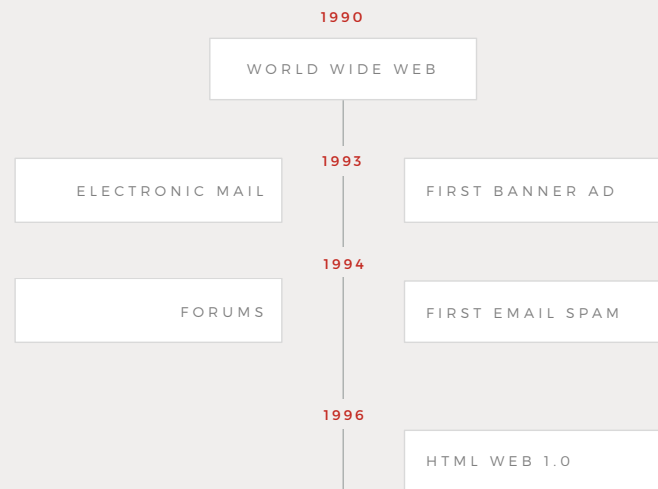 1990
WORLD WIDE WEB
1993
ELECTRONIC MAIL
FIRST BANNER AD
1994
FORUMS
FIRST EMAIL SPAM
1996
HTML WEB 1.0